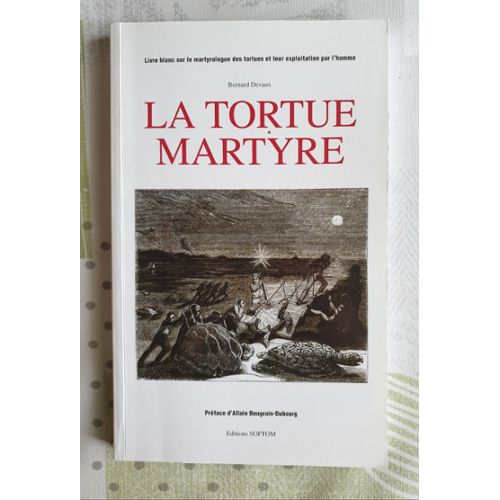 Livre blanc sur le martyrologue des tortues et leur exploitation par l'homme
Bernard Devaux
LA TORTUE
MARTYRE
Préface d'Allain Bougrain-Dubourg
Editions SOPTOM